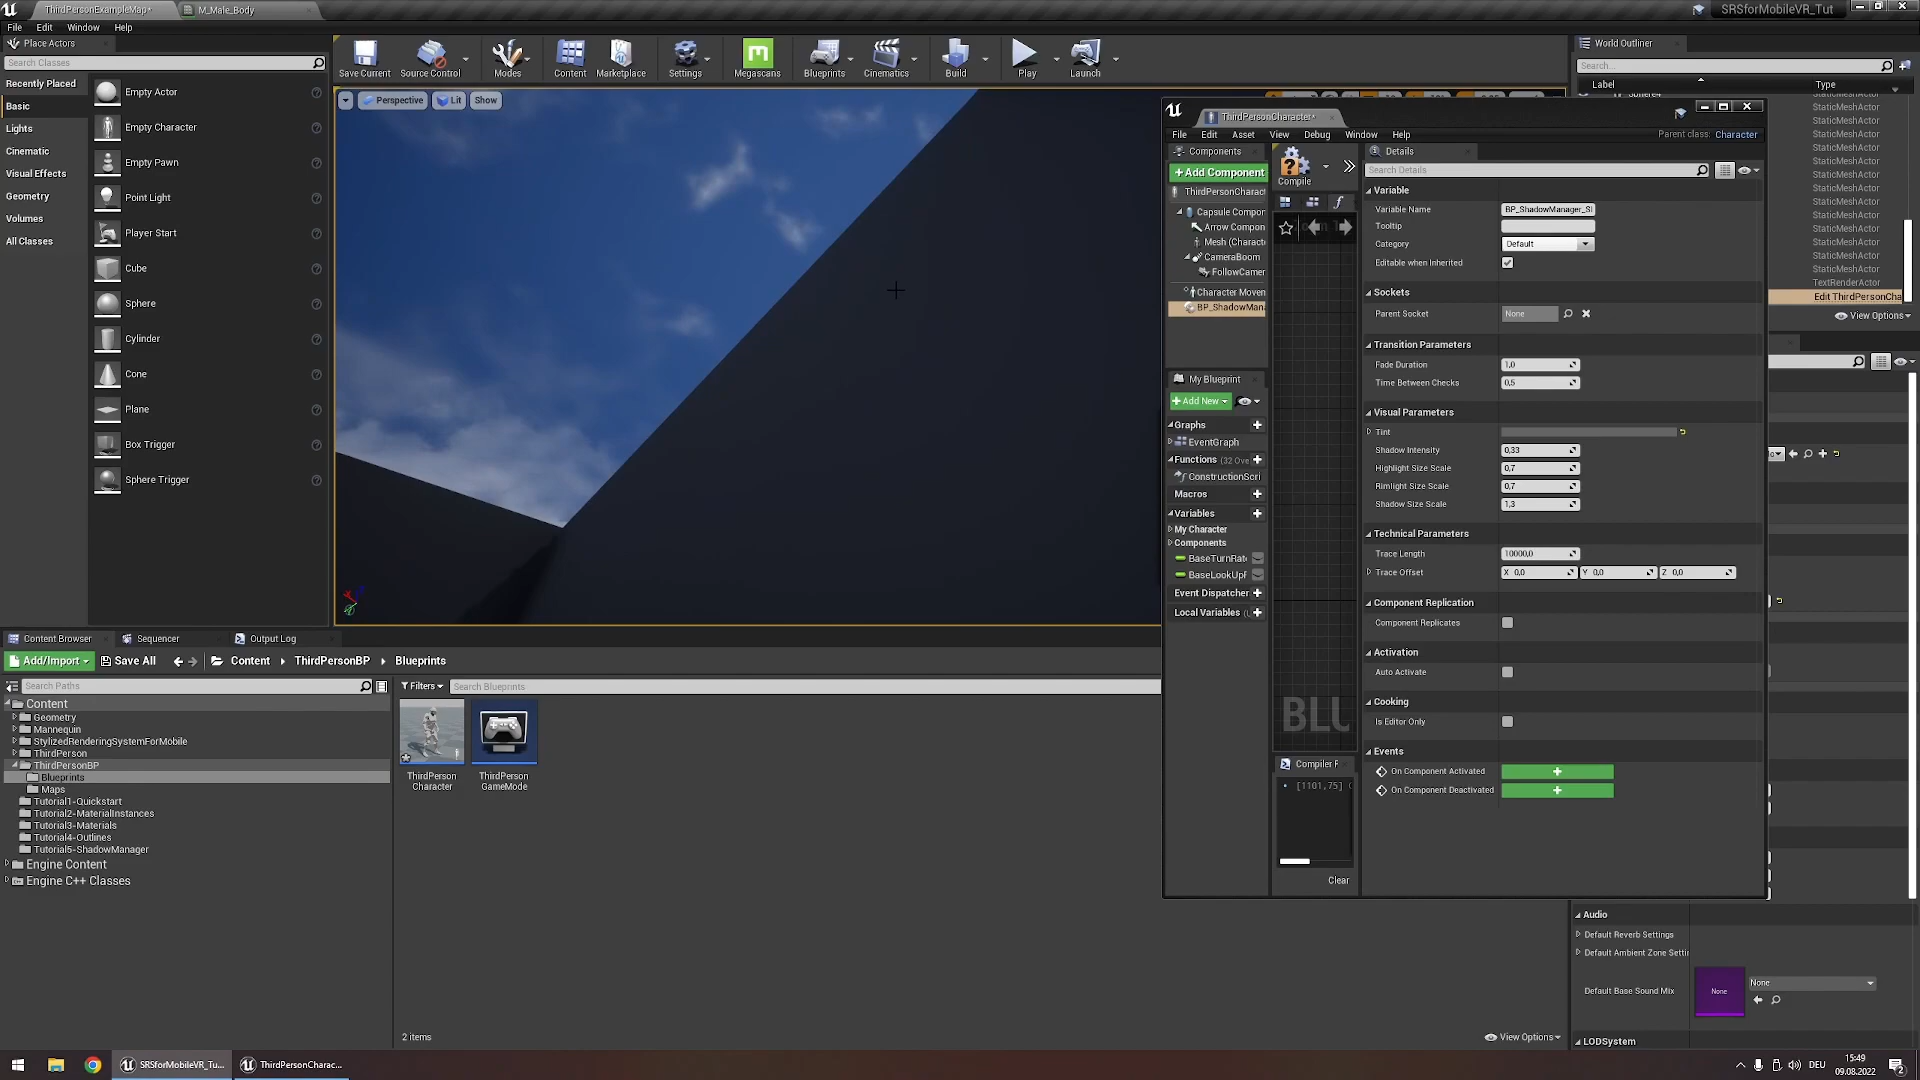 ThirdPersonExampleMap*
M_Male_Body
SRSforMobileVR_Tut
File Edit Window Help
Place Actors
Search Classes
Recently Placed
Basic
Lights
Cinematic
Visual Effects
Geometry
Volumes
All Classes
Empty Actor
Empty Character
Empty Pawn
Point Light
Player Start
Cube
Sphere
Cylinder
Cone
Plane
Box Trigger
Sphere Trigger
Save Current
Source Control
Modes
Content
Marketplace
Settings
Megascans
Blueprints
Cinematics
Build
Play
Launch
Perspective
Lit
Show
World Outliner
Search...
Label
Type
StaticMeshActor
StaticMeshActor
StaticMeshActor
StaticMeshActor
StaticMeshActor
StaticMeshActor
StaticMeshActor
StaticMeshActor
StaticMeshActor
StaticMeshActor
StaticMeshActor
StaticMeshActor
StaticMeshActor
TextRenderActor
Edit ThirdPersonCha
View Options
ThirdPersonCharacter*
File Edit Asset View Debug Window Help
Parent class: Character
Components
+Add Component
ThirdPersonCharact
Capsule Compon
Arrow Compon
Mesh (Charact
CameraBoom
FollowCamer
Character Movem
BP_ShadowMan
My Blueprint
+Add New
Graphs
EventGraph
Functions (32 Ove
ConstructionScri
Macros
Variables
My Character
Components
BaseTurnRate
BaseLookUpF
Event Dispatcher
Local Variables (
Compile
BLU
Compiler F
[1101,75]
Clear
Details
Search Details
Variable
Variable Name BP_ShadowManager_S
Tooltip
Category Default
Editable when Inherited
Sockets
Parent Socket None
Transition Parameters
Fade Duration 1,0
Time Between Checks 0,5
Visual Parameters
Tint
Shadow Intensity 0,33
Highlight Size Scale 0,7
Rimlight Size Scale 0,7
Shadow Size Scale 1,3
Technical Parameters
Trace Length 10000,0
Trace Offset X 0,0 Y 0,0 Z 0,0
Component Replication
Component Replicates
Activation
Auto Activate
Cooking
Is Editor Only
Events
On Component Activated +
On Component Deactivated +
Audio
Default Reverb Settings
Default Ambient Zone Settin
Default Base Sound Mix None None
LODSystem
Content Browser
Sequencer
Output Log
Add/Import
Save All
Content ThirdPersonBP Blueprints
Search Paths
Filters
Search Blueprints
Content
Geometry
Mannequin
StylizedRenderingSystemForMobile
ThirdPerson
ThirdPersonBP
Blueprints
Maps
Tutorial1-Quickstart
Tutorial2-MaterialInstances
Tutorial3-Materials
Tutorial4-Outlines
Tutorial5-ShadowManager
Engine Content
Engine C++ Classes
ThirdPerson
Character
ThirdPerson
GameMode
2 items
View Options
SRSforMobileVR_Tu...
ThirdPersonCharac...
DEU
15:49
09.08.2022